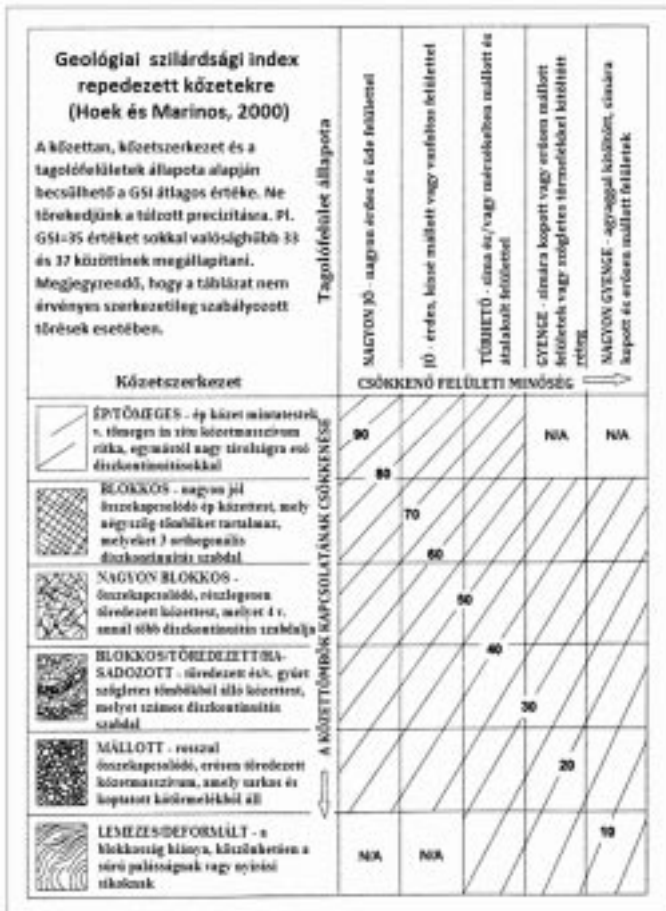 Geológiai szilárdsági index
repedezett kőzetekre
(Hoek és Marinos, 2000)
A kőzettan, kőzetszerkezet és a
tagolófelületek állapota alapján
becsülhető a GSI átlagos értéke. Ne
törekedjünk a túlzott precizitásra. Pl.
GSI=35 értéket sokkal valósághűbb 33
és 37 közöttinek megállapítani.
Megjegyzendő, hogy a táblázat nem
érvényes szerkezetileg szabályozott
törések esetében.
Kőzetszerkezet
Tagolófelület állapota
NAGYON JÓ - nagyon érdes és üde felülettel
JÓ - érdes, kissé mállott vagy vasfoltos felülettel
TŰRHETŐ - sima és/vagy mérsékelten mállott és
átalakult felülettel
GYENGE - simára kopott vagy erősen mállott
felületek vagy szögletes törmelékkel kitöltött
réteg
NAGYON GYENGE - agyaggal kitöltött, simára
kopott és erősen mállott felületek
CSÖKKENŐ FELÜLETI MINŐSÉG
A KŐZETTÖMBÖK KAPCSOLATÁNAK CSÖKKENÉSE
ÉP/TÖMEGES - ép kőzet mintatestek
v. tömeges in situ kőzetmasszívum
ritka, egymástól nagy távolságra eső
diszkontinuitásokkal
90
80
N/A
N/A
BLOKKOS - nagyon jól
összekapcsolódó ép kőzettest, mely
négyszög tömböket tartalmaz,
melyeket 3 orthogonális
diszkontinuitás szabdal
70
60
NAGYON BLOKKOS -
összekapcsolódó, részlegesen
töredezett kőzettest, melyet 4 v.
annál több diszkontinuitás szabdalja
50
BLOKKOS/TÖREDEZETT/HA-
SADOZOTT - töredezett és/v. gyűrt
szögletes tömbökből álló kőzettest,
melyet számos diszkontinuitás
szabdal
40
30
MÁLLOTT - rosszul
összekapcsolódó, erősen töredezett
kőzetmasszívum, amely sarkos és
koptatott kőtörmelékből áll
20
LEMEZES/DEFORMÁLT - a
blokkosság hiánya, köszönhetően a
sűrű palásságnak vagy nyírási
síkoknak
N/A
N/A
10